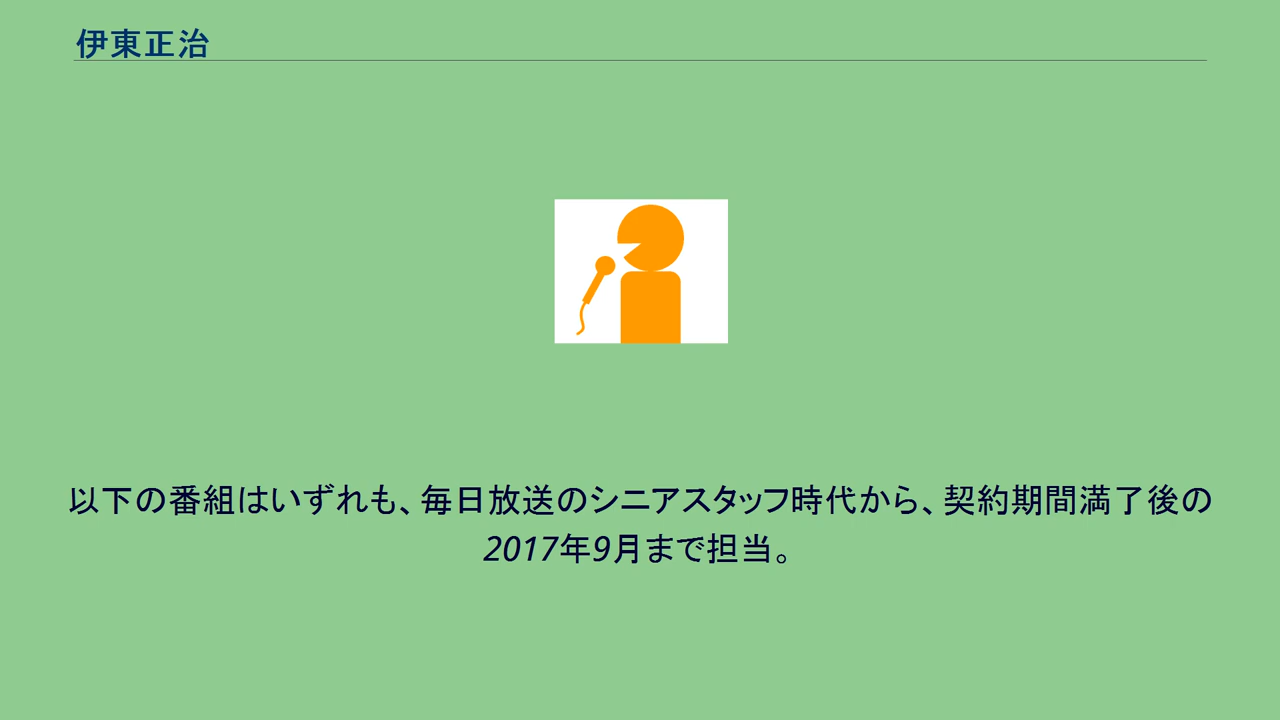 伊東正治
以下の番組はいずれも、毎日放送のシニアスタッフ時代から、契約期間満了後の
2017年9月まで担当。